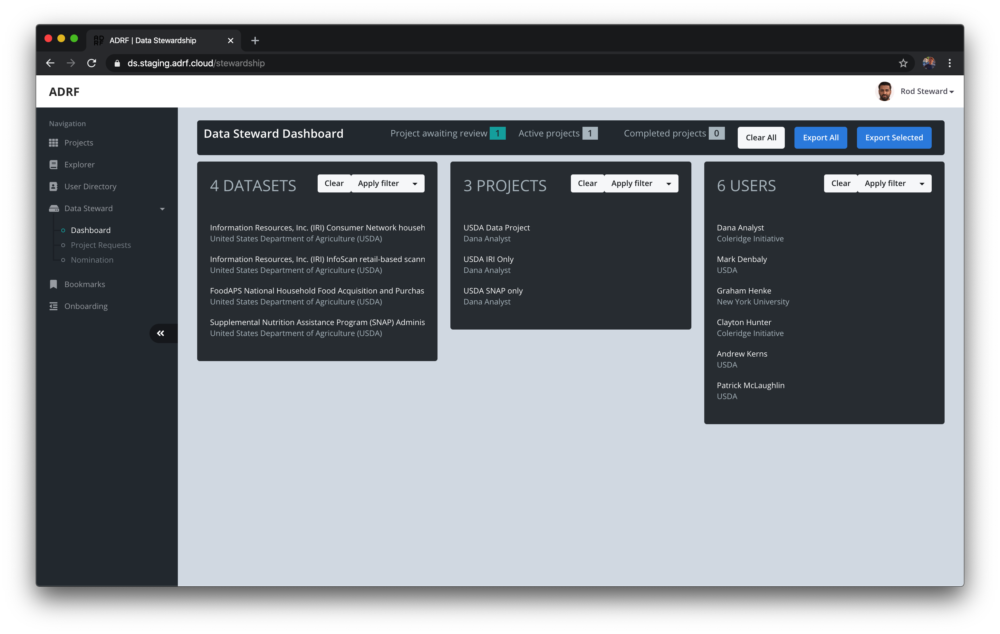 ADRF
ADRF | Data Stewardship
ds.staging.adrf.cloud/stewardship
ADRF
Rod Steward
Navigation
Projects
Explorer
User Directory
Data Steward
Dashboard
Project Requests
Nomination
Bookmarks
Onboarding
Data Steward Dashboard
Project awaiting review 1
Active projects 1
Completed projects 0
Clear All
Export All
Export Selected
4 DATASETS
Clear
Apply filter
Information Resources, Inc. (IRI) Consumer Network househ
United States Department of Agriculture (USDA)
Information Resources, Inc. (IRI) InfoScan retail-based scann
United States Department of Agriculture (USDA)
FoodAPS National Household Food Acquisition and Purchas
United States Department of Agriculture (USDA)
Supplemental Nutrition Assistance Program (SNAP) Adminis
United States Department of Agriculture (USDA)
3 PROJECTS
Clear
Apply filter
USDA Data Project
Dana Analyst
USDA IRI Only
Dana Analyst
USDA SNAP only
Dana Analyst
6 USERS
Clear
Apply filter
Dana Analyst
Coleridge Initiative
Mark Denbaly
USDA
Graham Henke
New York University
Clayton Hunter
Coleridge Initiative
Andrew Kerns
USDA
Patrick McLaughlin
USDA